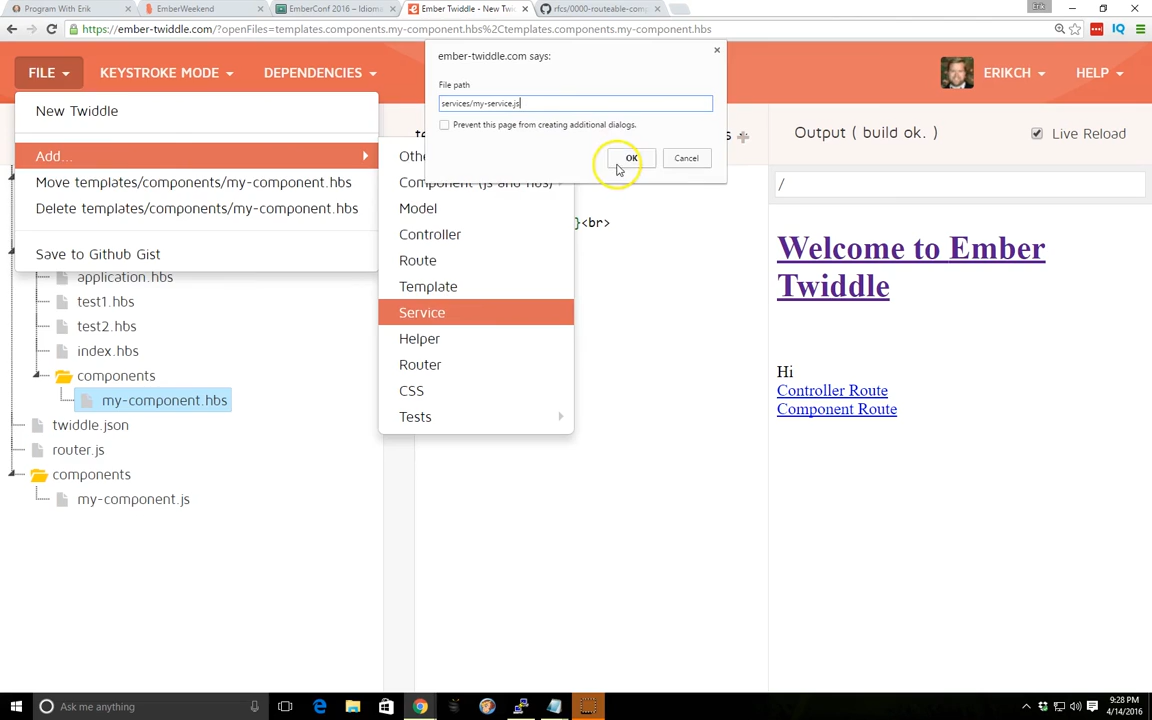 Program With Erik
EmberWeekend
EmberConf 2016 – Idiom
Ember Twiddle - New Twi
rfcs/0000-routeable-com
Erik
https://ember-twiddle.com/?openFiles=templates.components.my-component.hbs%2Ctemplates.components.my-component.hbs
IQ
FILE
KEYSTROKE MODE
DEPENDENCIES
ERIKCH
HELP
ember-twiddle.com says:
File path
services/my-service.js
Prevent this page from creating additional dialogs.
OK
Cancel
New Twiddle
Add...
Move templates/components/my-component.hbs
Delete templates/components/my-component.hbs
Save to Github Gist
Othe
Component (js and hbs)
Model
Controller
Route
Template
Service
Helper
Router
CSS
Tests
}<br>
Output ( build ok. )
Live Reload
/
Welcome to Ember
Twiddle
Hi
Controller Route
Component Route
application.hbs
test1.hbs
test2.hbs
index.hbs
components
my-component.hbs
twiddle.json
router.js
components
my-component.js
Ask me anything
9:28 PM
4/14/2016